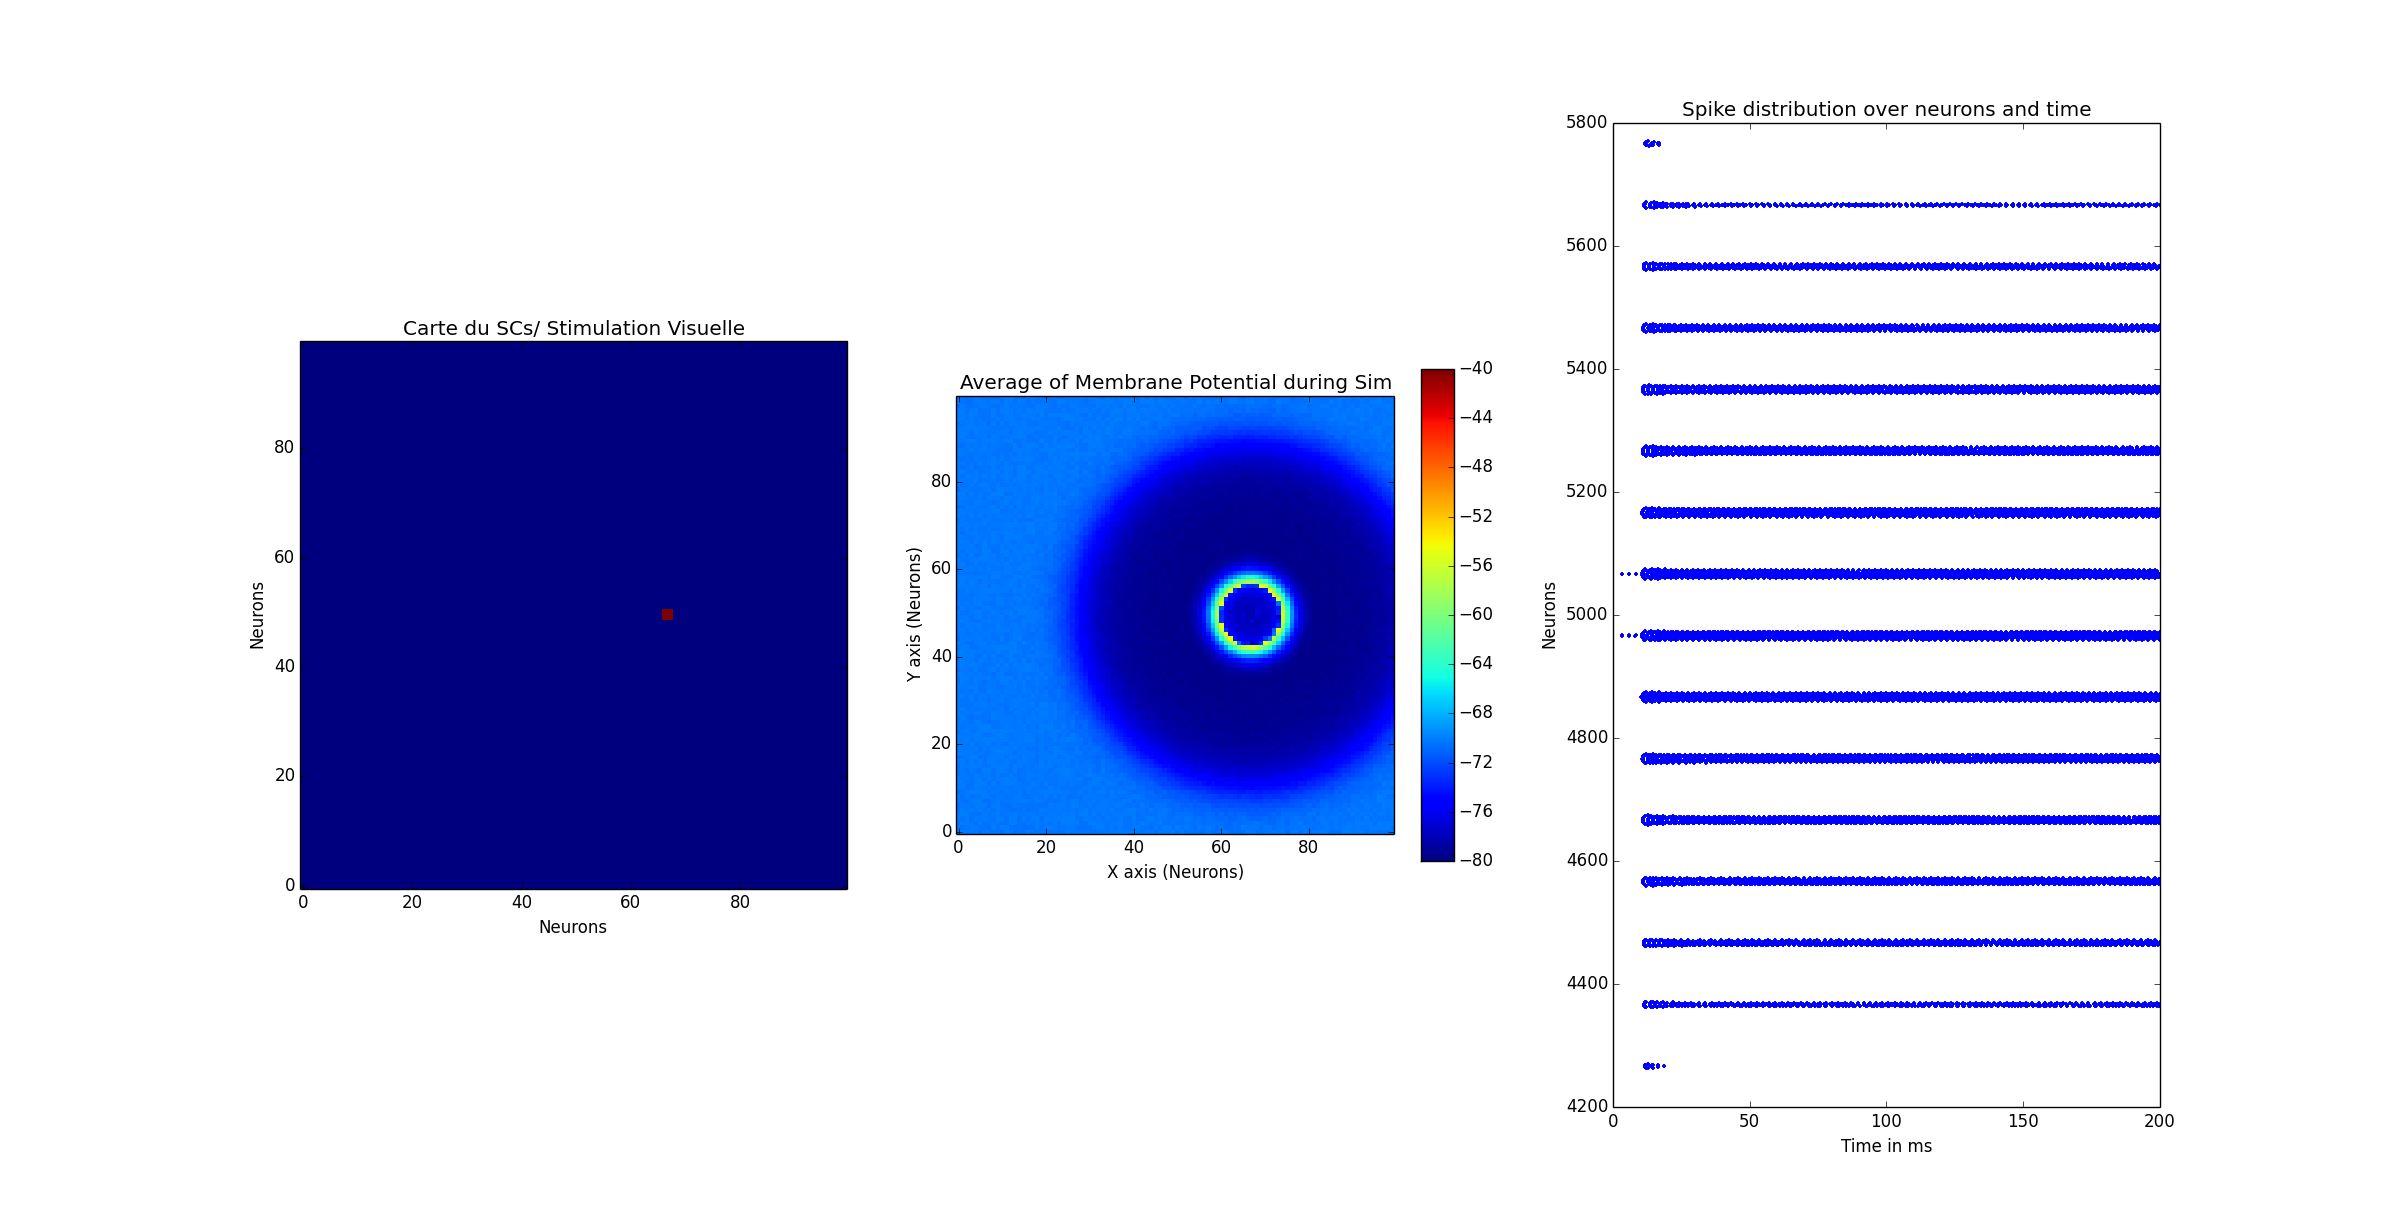 Carte du SCs/ Stimulation Visuelle
80
60
40
20
0
Neurons
0 20 40 60 80
Neurons
Average of Membrane Potential during Sim
80
60
40
20
0
Y axis (Neurons)
0 20 40 60 80
X axis (Neurons)
−40
−44
−48
−52
−56
−60
−64
−68
−72
−76
−80
Spike distribution over neurons and time
5800
5600
5400
5200
5000
4800
4600
4400
4200
Neurons
0 50 100 150 200
Time in ms